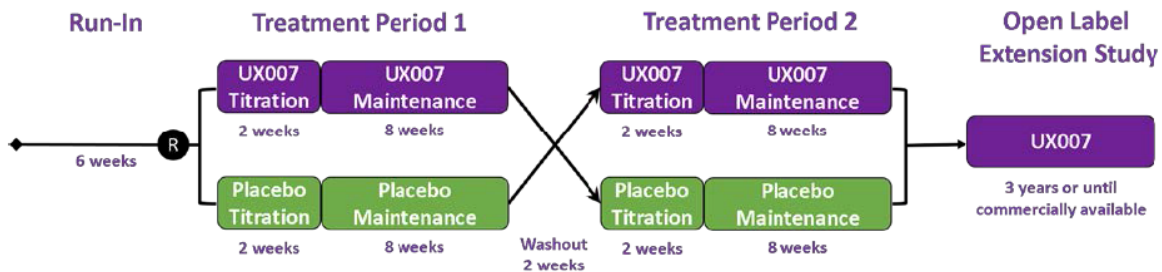 Run-In
Treatment Period 1
Treatment Period 2
Open Label
Extension Study
UX007
Titration
UX007
Maintenance
2 weeks
8 weeks
UX007
Titration
UX007
Maintenance
2 weeks
8 weeks
R
6 weeks
UX007
3 years or until
commercially available
Placebo
Titration
Placebo
Maintenance
2 weeks
8 weeks
Washout
2 weeks
Placebo
Titration
Placebo
Maintenance
2 weeks
8 weeks